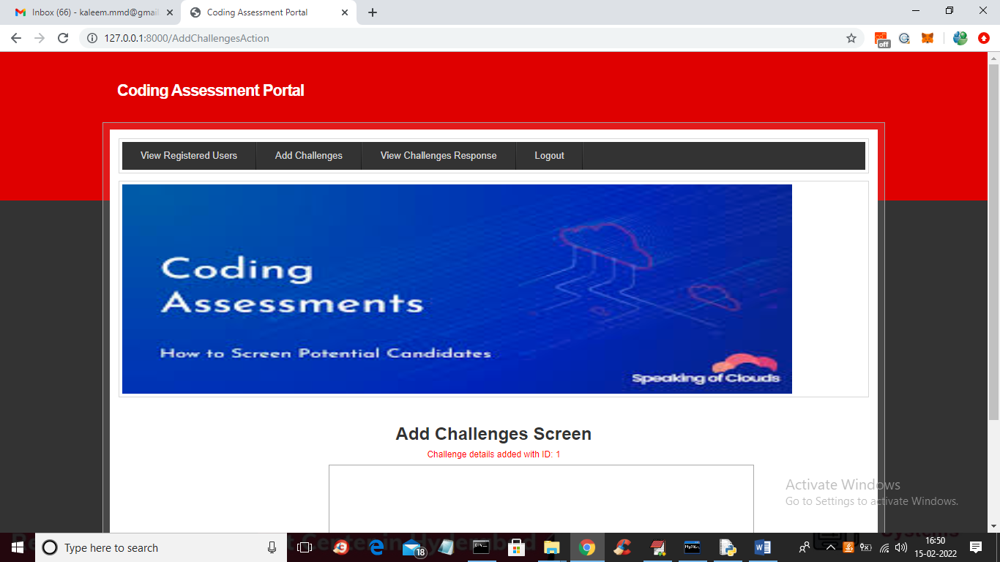 Inbox (66) - kaleem.mmd@gmai
Coding Assessment Portal
127.0.0.1:8000/AddChallengesAction
off
Coding Assessment Portal
View Registered Users
Add Challenges
View Challenges Response
Logout
Coding
Assessments
How to Screen Potential Candidates
Speaking of Clouds
Add Challenges Screen
Challenge details added with ID: 1
Activate Windows
Go to Settings to activate Windows.
Type here to search
18
16:50
15-02-2022